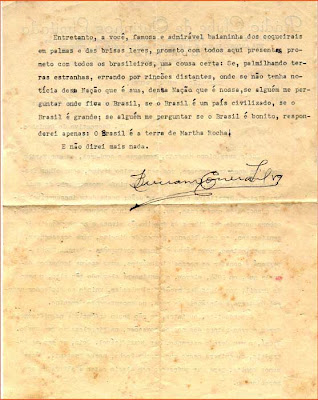 Entretanto, a você, famosa e admirável baianinha dos coqueirais
em palmas e das brisas leves, prometo com todos aqui presentes, pro
meto com todos os brasileiros, uma cousa certa: Se, palmilhando ter
ras estranhas, errando por rincões distantes, onde se não tenha no-
tícia dessa Nação que é sua, dessa Nação que é nossa, se alguém me per
guntar onde fica o Brasil, se o Brasil é um país civilizado, se o
Brasil é grande; se alguém me perguntar se o Brasil é bonito, respon-
derei apenas: O Brasil é a terra de Martha Rocha.
E não direi mais nada.